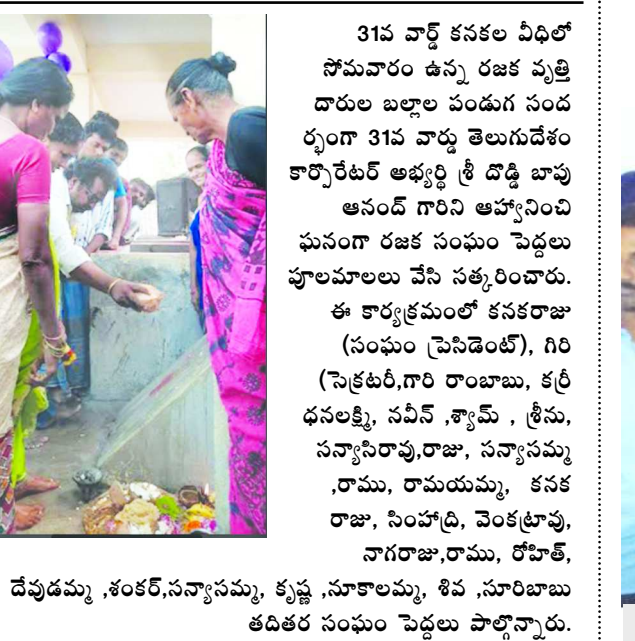 31వ వార్డ్ కనకల వీధిలో
సోమవారం ఉన్న రజక వృత్తి
దారుల బల్లాల పండుగ సంద
ర్భంగా 31వ వార్డు తెలుగుదేశం
కార్పొరేటర్ అభ్యర్థి శ్రీ దొడ్డి బాపు
ఆనంద్ గారిని ఆహ్వానించి
ఘనంగా రజక సంఘం పెద్దలు
పూలమాలలు వేసి సత్కరించారు.
ఈ కార్యక్రమంలో కనకరాజు
(సంఘం ప్రెసిడెంట్), గిరి
(సెక్రటరీ,గారి రాంబాబు, కర్రీ
ధనలక్ష్మి, నవీన్ ,శ్యామ్ , శ్రీను,
సన్యాసిరావు,రాజు, సన్యాసమ్మ
,రాము, రామయమ్మ, కనక
రాజు, సింహాద్రి, వెంకట్రావు,
నాగరాజు,రాము, రోహిత్,
దేవుడమ్మ ,శంకర్,సన్యాసమ్మ, కృష్ణ ,నూకాలమ్మ, శివ ,సూరిబాబు
తదితర సంఘం పెద్దలు పాల్గొన్నారు.